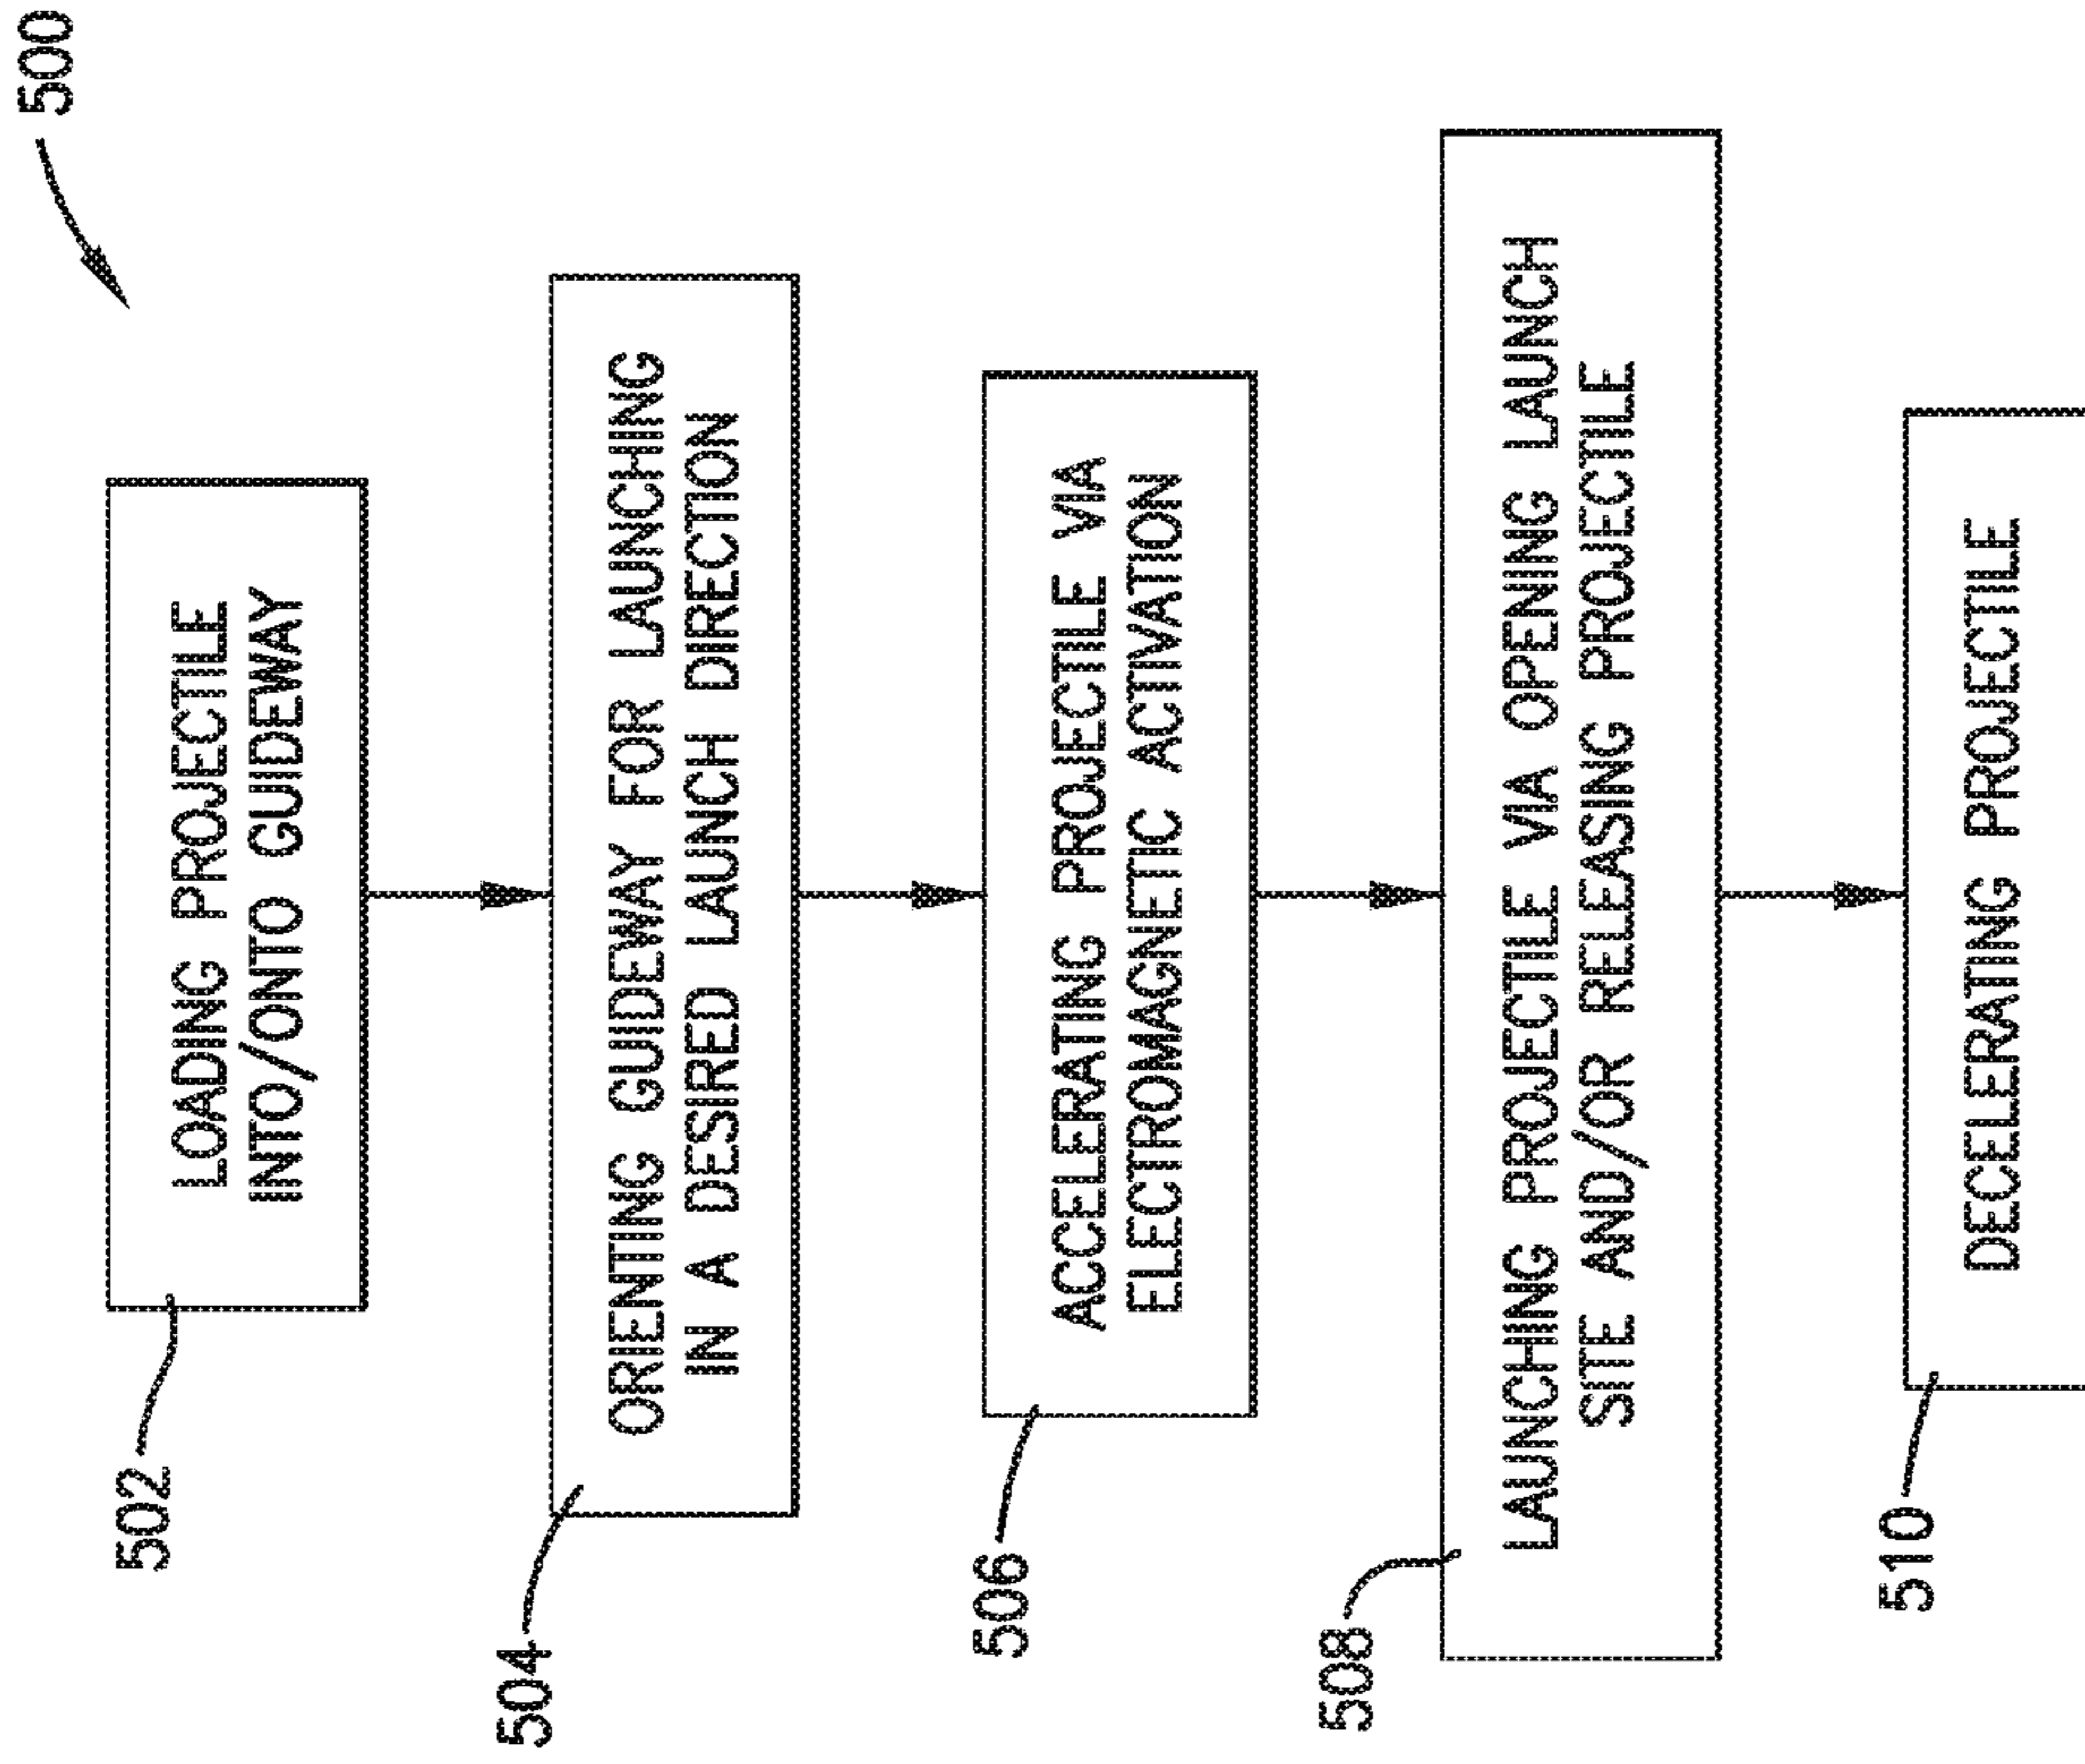 500
502
LOADING PROJECTILE
INTO/ONTO GUIDEWAY
504
ORIENTING GUIDEWAY FOR LAUNCHING
IN A DESIRED LAUNCH DIRECTION
506
ACCELERATING PROJECTILE VIA
ELECTROMAGNETIC ACTIVATION
508
LAUNCHING PROJECTILE VIA OPENING LAUNCH
SITE AND/OR RELEASING PROJECTILE
510
DECELERATING PROJECTILE